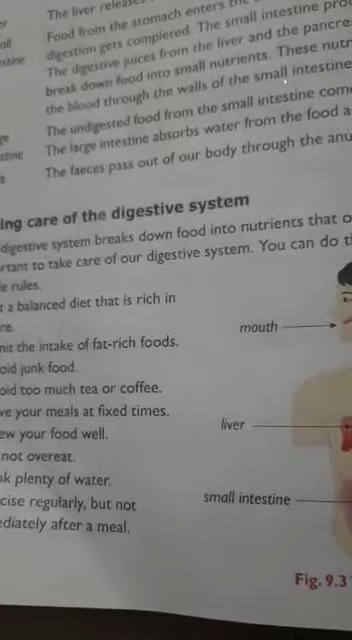 The liver releases
Food from the stomach enters the
digestion gets completed. The small intestine pro
The digestive juices from the liver and the pancre
break down food into small nutrients. These nutr
the blood through the walls of the small intestine
The undigested food from the small intestine com
The large intestine absorbs water from the food a
stine
The faeces pass out of our body through the anu
ing care of the digestive system
digestive system breaks down food into nutrients that o
rtant to take care of our digestive system. You can do t
le rules.
t a balanced diet that is rich in
re.
mit the intake of fat-rich foods.
oid junk food.
oid too much tea or coffee.
ve your meals at fixed times.
ew your food well.
not overeat.
nk plenty of water.
cise regularly, but not
ediately after a meal.
mouth
liver
small intestine
Fig. 9.3